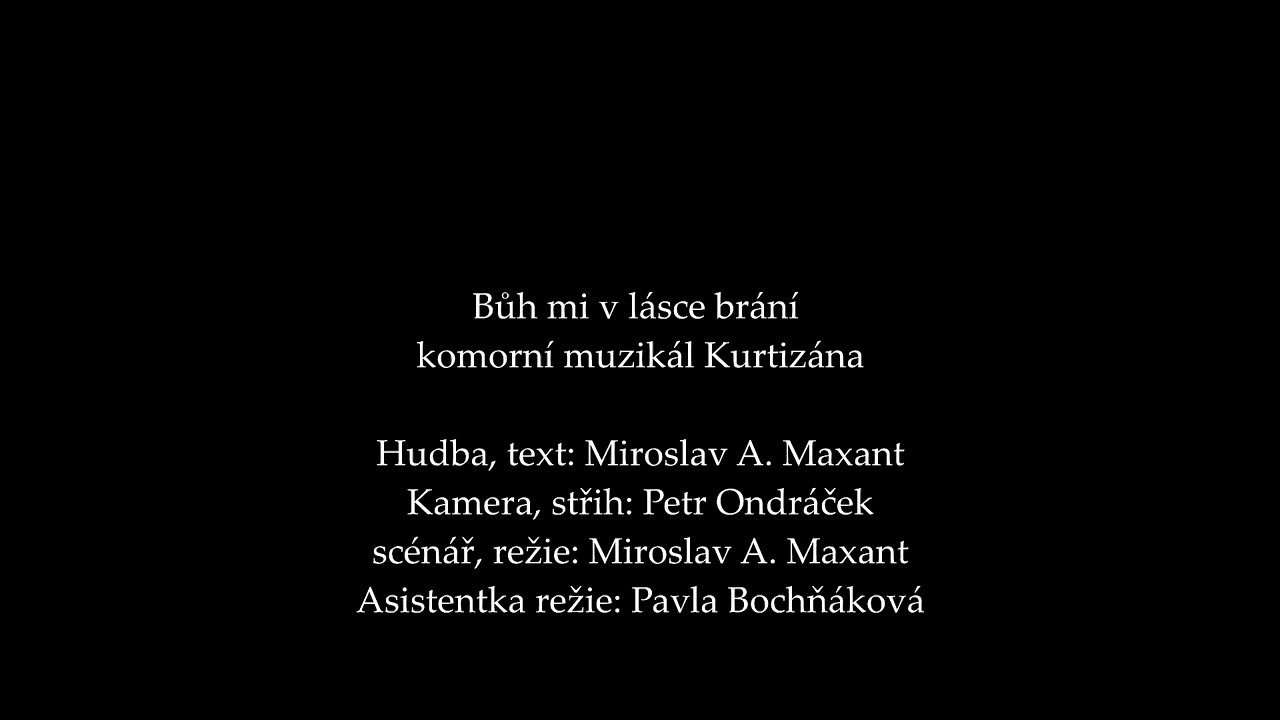 Bůh mi v lásce brání
komorní muzikál Kurtizána
Hudba, text: Miroslav A. Maxant
Kamera, střih: Petr Ondráček
scénář, režie: Miroslav A. Maxant
Asistentka režie: Pavla Bochňáková